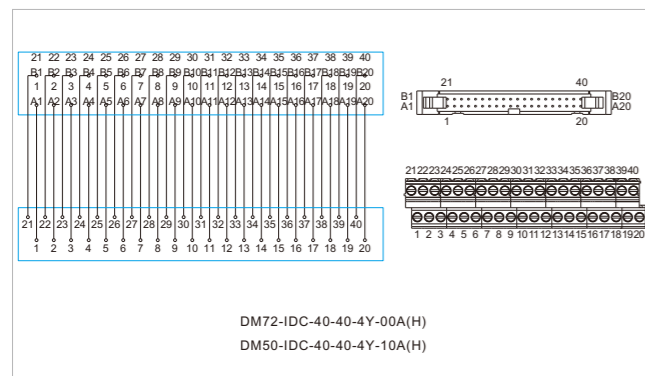 21 22 23 24 25 26 27 28 29 30 31 32 33 34 35 36 37 38 39 40
B1 B2 B3 B4 B5 B6 B7 B8 B9 B10 B11 B12 B13 B14 B15 B16 B17 B18 B19 B20
1 2 3 4 5 6 7 8 9 10 11 12 13 14 15 16 17 18 19 20
A1 A2 A3 A4 A5 A6 A7 A8 A9 A10 A11 A12 A13 A14 A15 A16 A17 A18 A19 A20
21 22 23 24 25 26 27 28 29 30 31 32 33 34 35 36 37 38 39 40
1 2 3 4 5 6 7 8 9 10 11 12 13 14 15 16 17 18 19 20
21 40
B1 B20
A1 A20
1 20
21 22 23 24 25 26 27 28 29 30 31 32 33 34 35 36 37 38 39 40
1 2 3 4 5 6 7 8 9 10 11 12 13 14 15 16 17 18 19 20
DM72-IDC-40-40-4Y-00A(H)
DM50-IDC-40-40-4Y-10A(H)